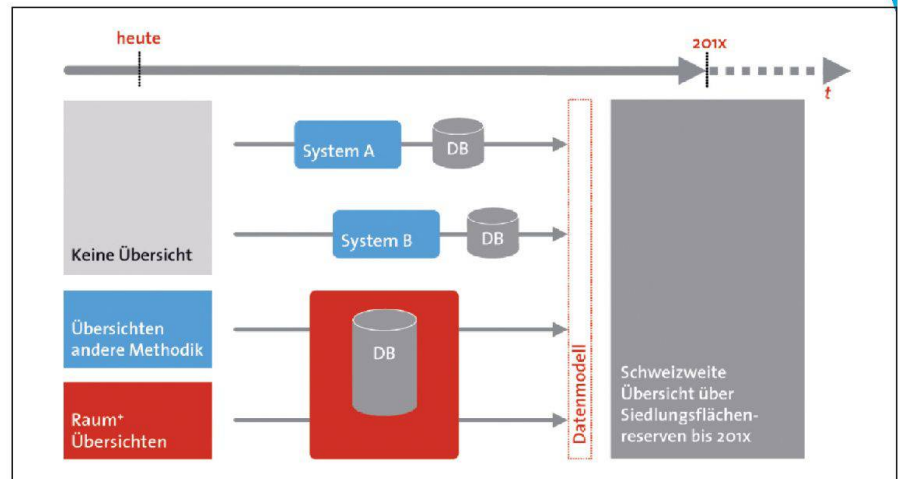 heute
201x
t
System A
DB
System B
DB
Keine Übersicht
Übersichten
andere Methodik
DB
Raum⁺
Übersichten
Datenmodell
Schweizweite
Übersicht über
Siedlungsflächen-
reserven bis 201x